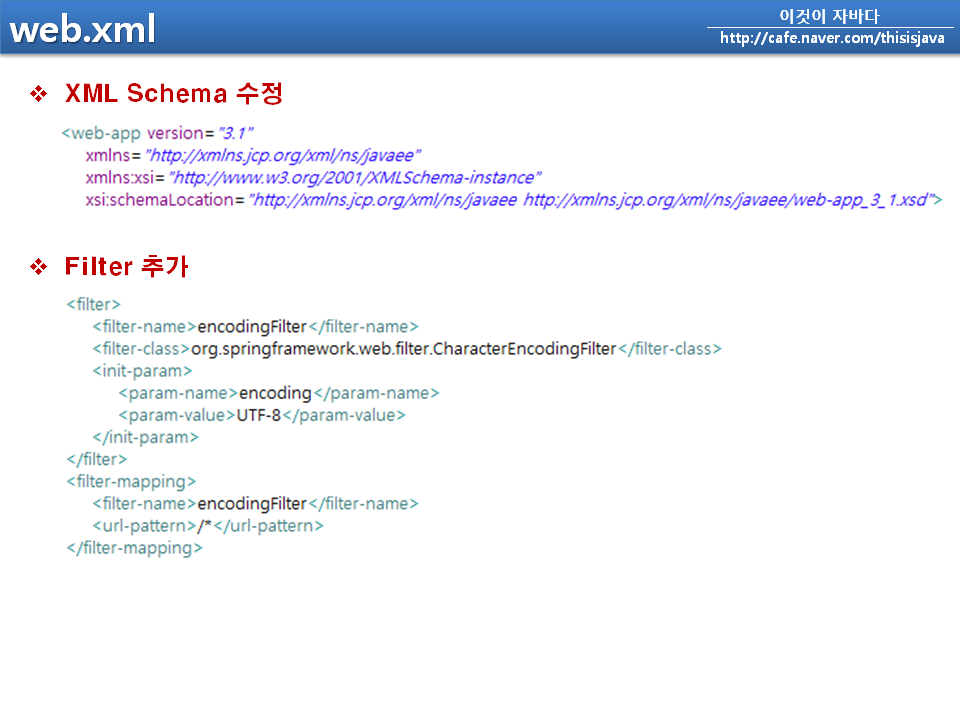 web.xml
이것이 자바다
http://cafe.naver.com/thisisjava
❖ XML Schema 수정
<web-app version="3.1"
xmlns="http://xmlns.jcp.org/xml/ns/javaee"
xmlns:xsi="http://www.w3.org/2001/XMLSchema-instance"
xsi:schemaLocation="http://xmlns.jcp.org/xml/ns/javaee http://xmlns.jcp.org/xml/ns/javaee/web-app_3_1.xsd">
❖ Filter 추가
<filter>
<filter-name>encodingFilter</filter-name>
<filter-class>org.springframework.web.filter.CharacterEncodingFilter</filter-class>
<init-param>
<param-name>encoding</param-name>
<param-value>UTF-8</param-value>
</init-param>
</filter>
<filter-mapping>
<filter-name>encodingFilter</filter-name>
<url-pattern>/*</url-pattern>
</filter-mapping>